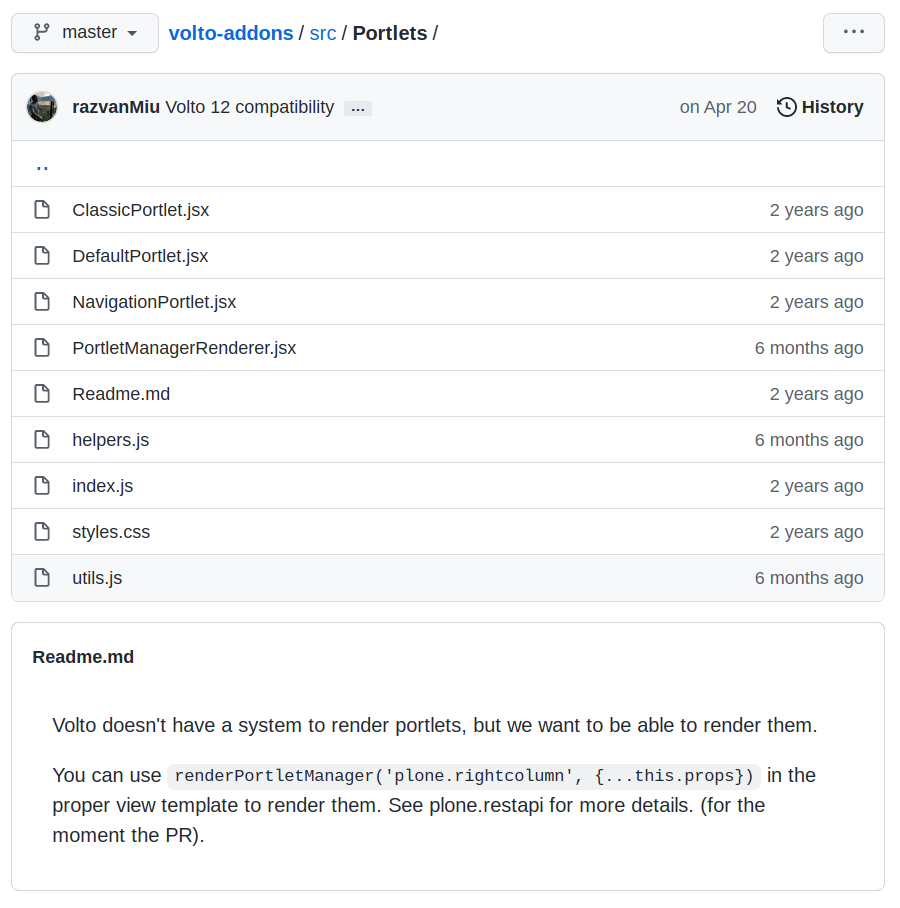 master volto-addons / src / Portlets / ...
razvanMiu Volto 12 compatibility ... on Apr 20 History
..
ClassicPortlet.jsx 2 years ago
DefaultPortlet.jsx 2 years ago
NavigationPortlet.jsx 2 years ago
PortletManagerRenderer.jsx 6 months ago
Readme.md 2 years ago
helpers.js 6 months ago
index.js 2 years ago
styles.css 2 years ago
utils.js 6 months ago
Readme.md
Volto doesn't have a system to render portlets, but we want to be able to render them.
You can use renderPortletManager('plone.rightcolumn', {...this.props}) in the
proper view template to render them. See plone.restapi for more details. (for the
moment the PR).